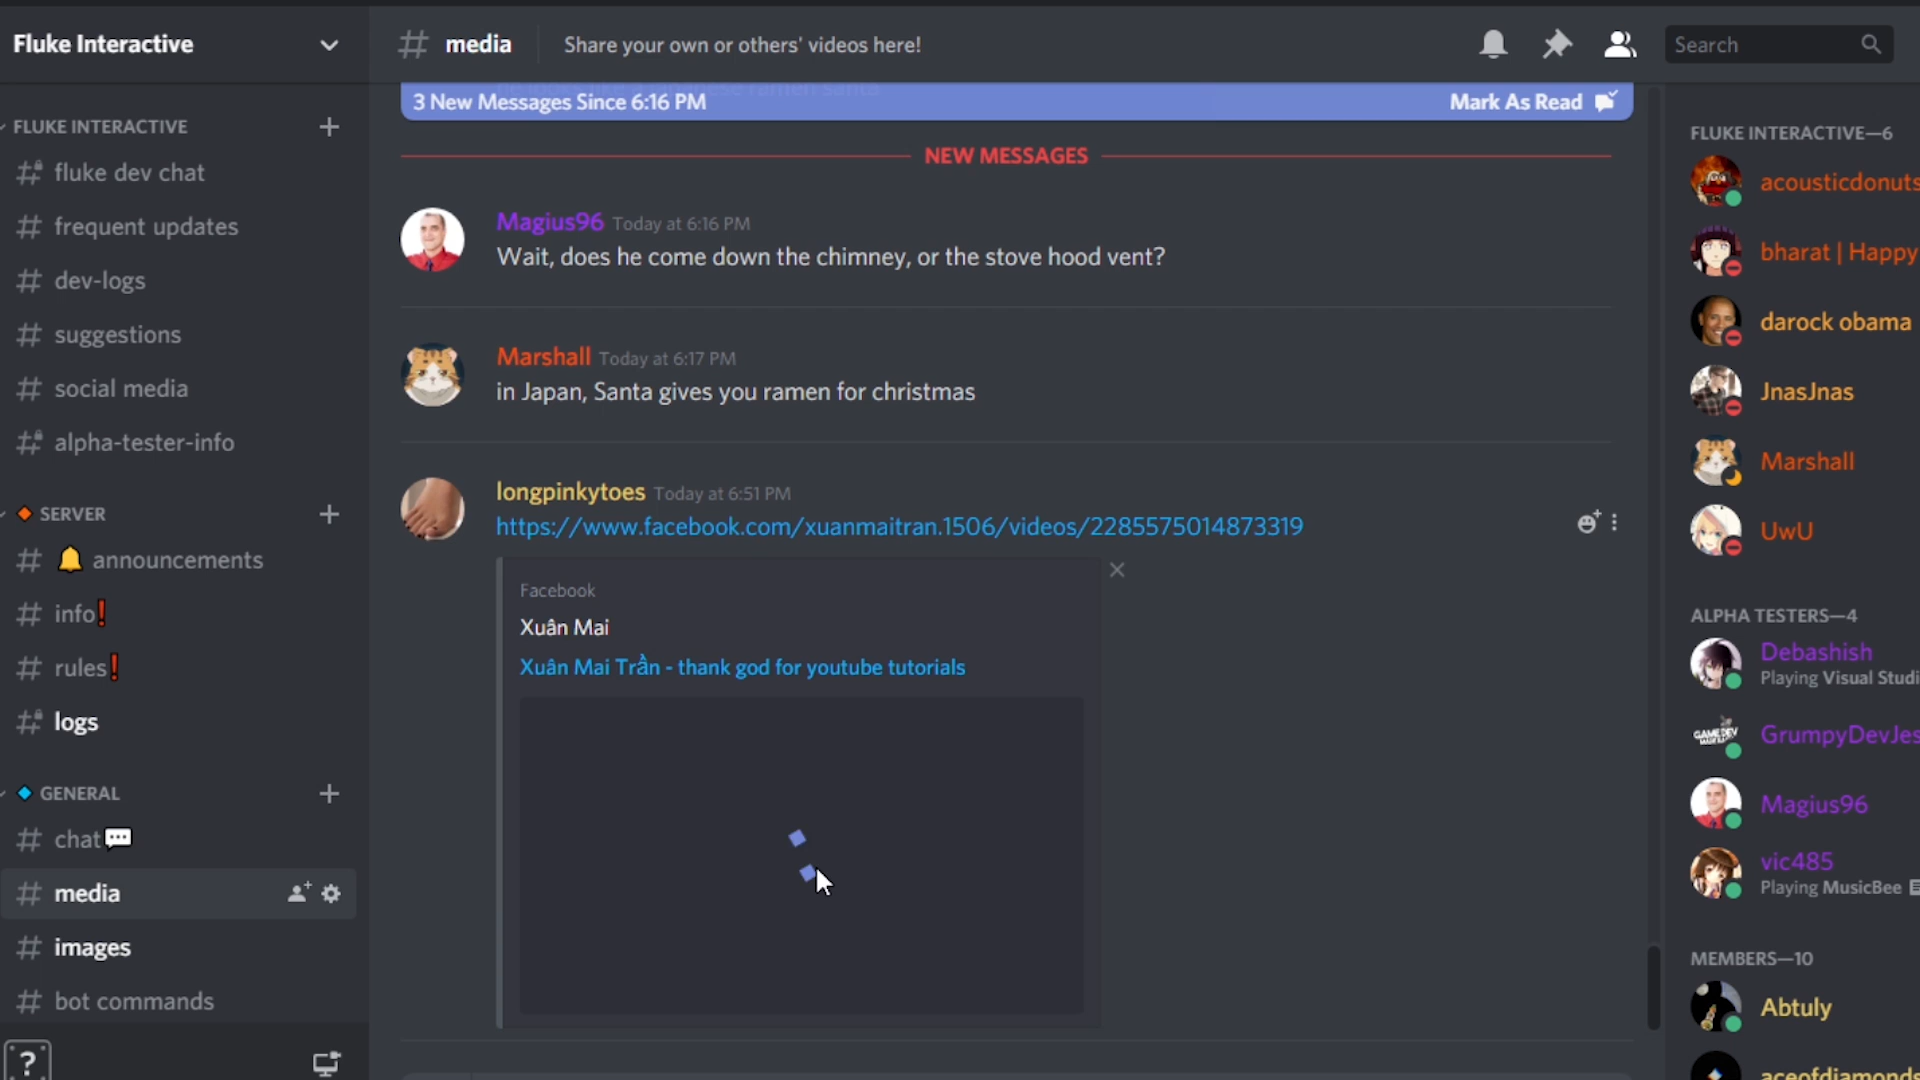 Fluke Interactive
FLUKE INTERACTIVE
fluke dev chat
frequent updates
dev-logs
suggestions
social media
alpha-tester-info
SERVER
announcements
info❗
rules❗
logs
GENERAL
chat
media
images
bot commands
media
Share your own or others' videos here!
Search
3 New Messages Since 6:16 PM
Mark As Read
NEW MESSAGES
Magius96 Today at 6:16 PM
Wait, does he come down the chimney, or the stove hood vent?
Marshall Today at 6:17 PM
in Japan, Santa gives you ramen for christmas
longpinkytoes Today at 6:51 PM
https://www.facebook.com/xuanmaitran.1506/videos/2285575014873319
Facebook
Xuân Mai
Xuân Mai Trần - thank god for youtube tutorials
FLUKE INTERACTIVE—6
acousticdonuts
bharat | Happy
darock obama
JnasJnas
Marshall
UwU
ALPHA TESTERS—4
Debashish
Playing Visual Studi
GAME DEV
GrumpyDevJes
Magius96
vic485
Playing MusicBee
MEMBERS—10
Abtuly
aceofdiamonds